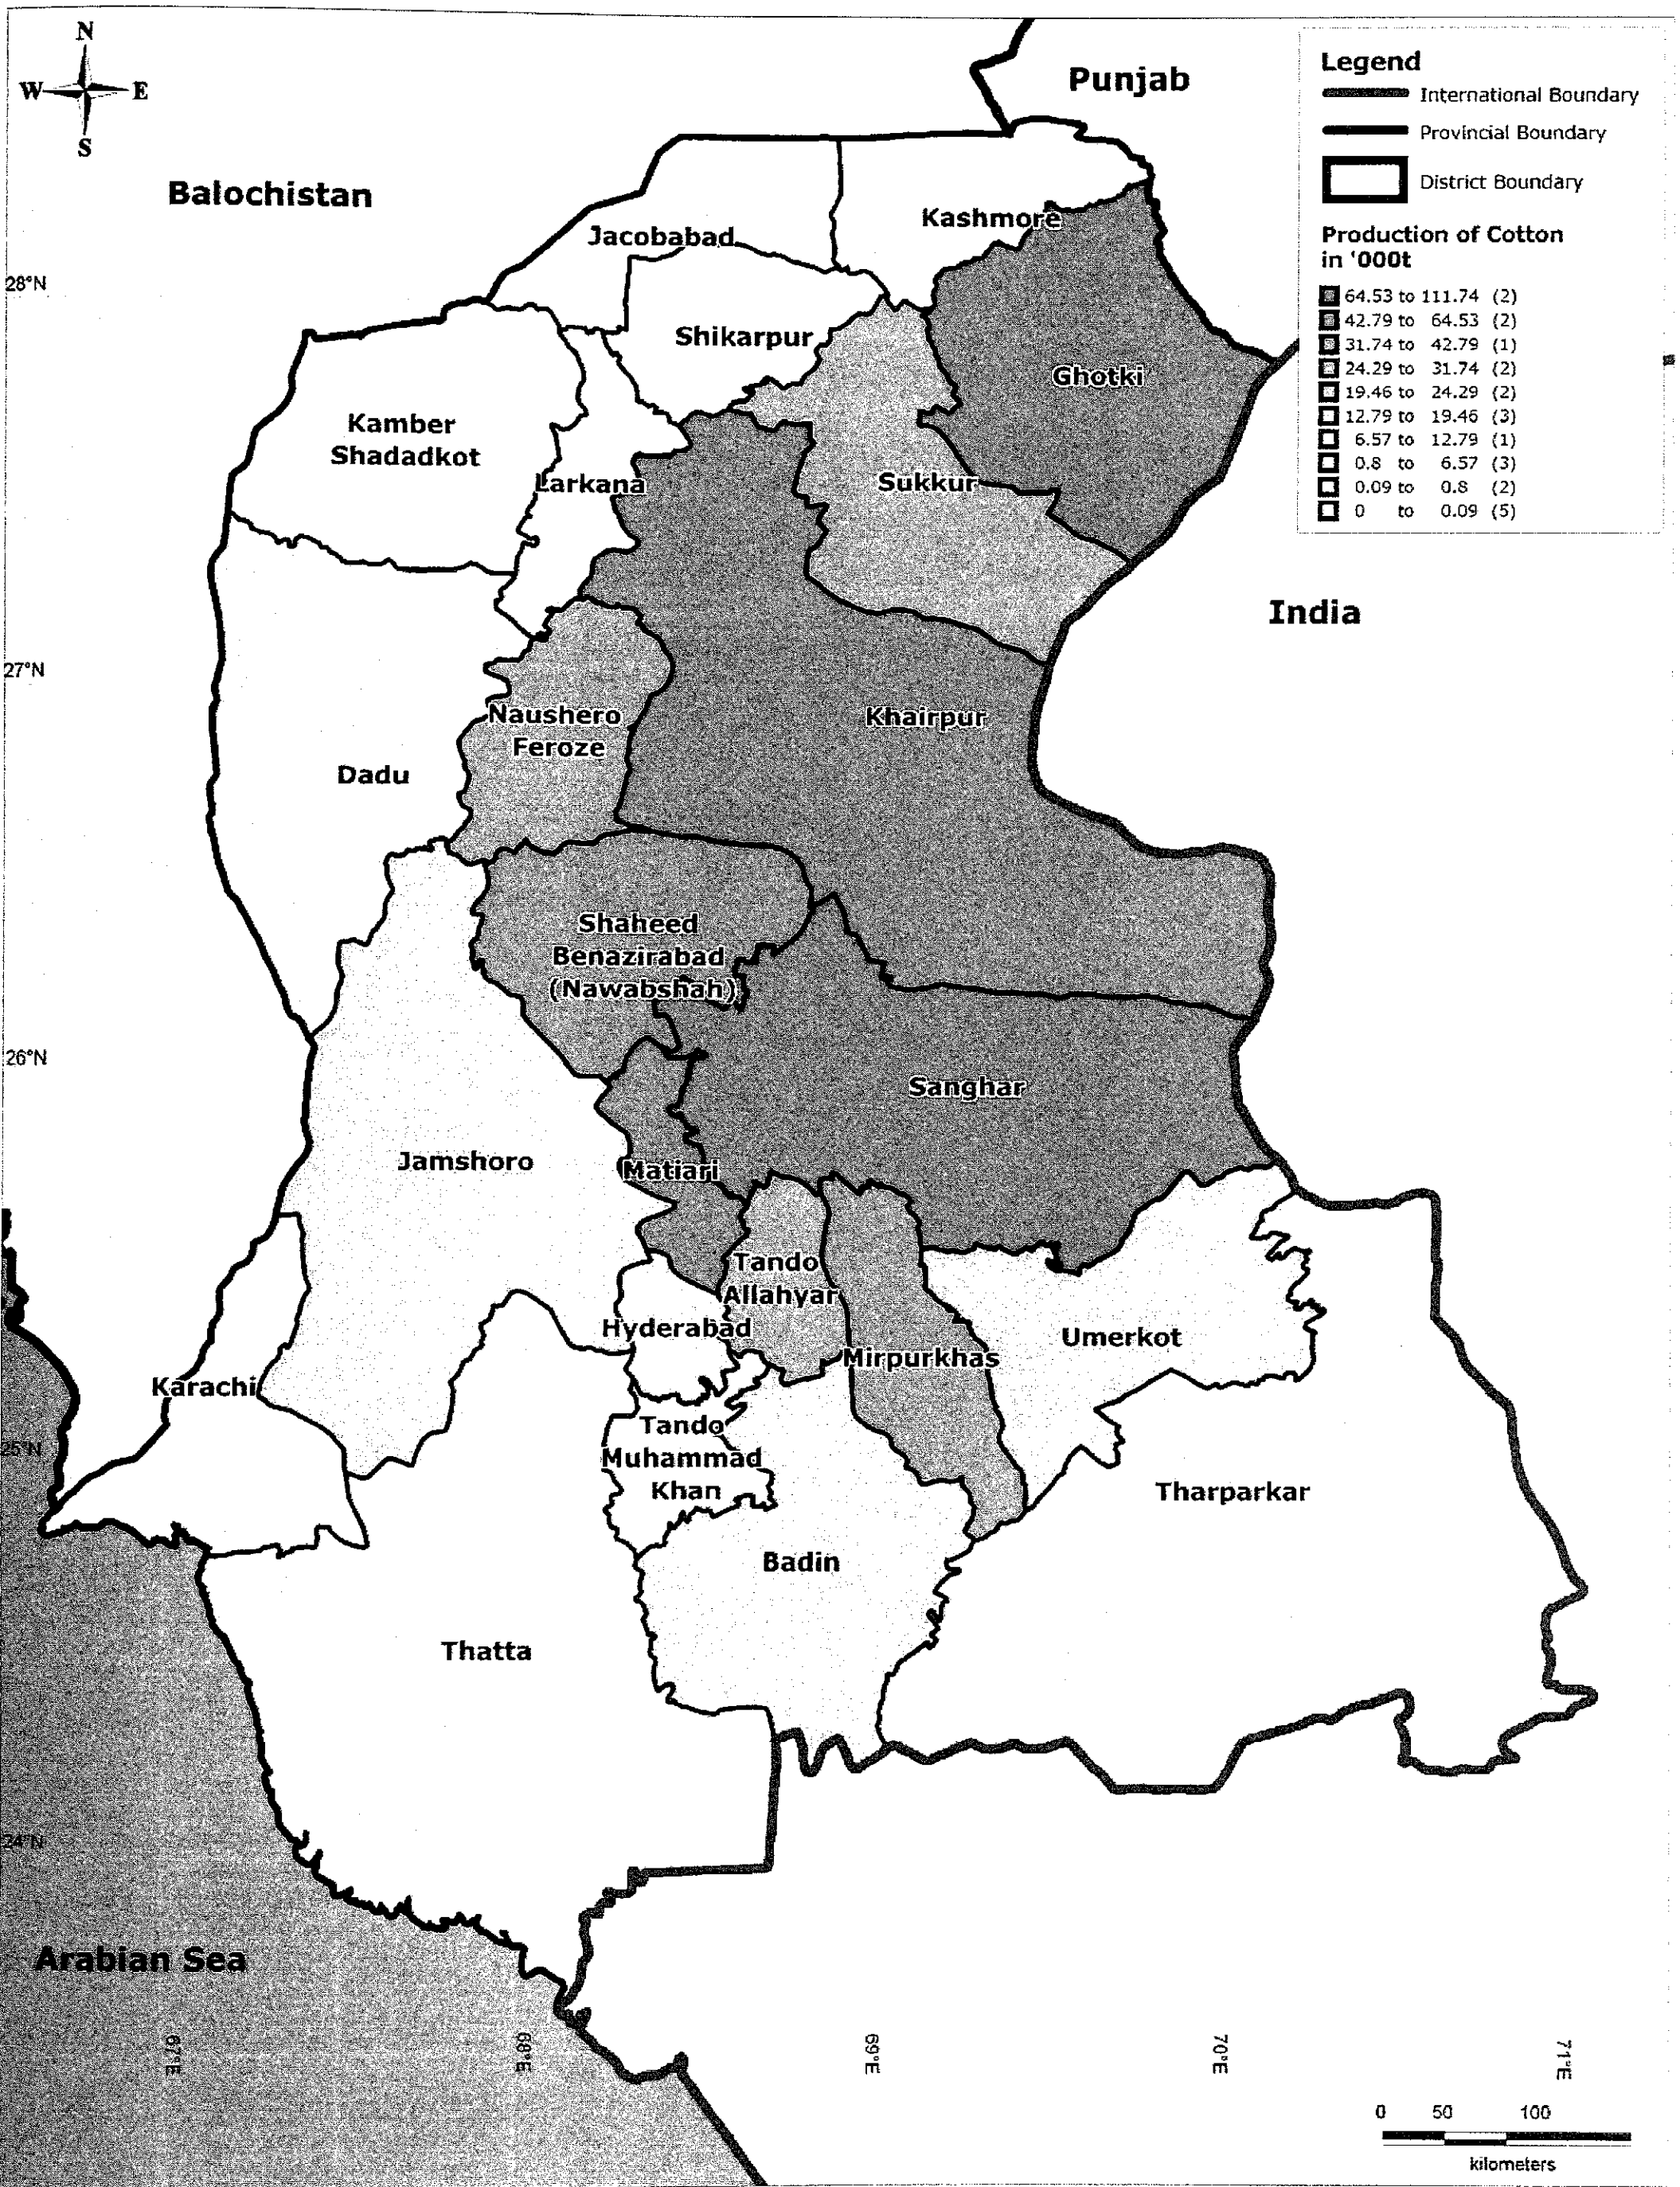 N
W E
S
Punjab
Balochistan
Legend
International Boundary
Provincial Boundary
District Boundary
Production of Cotton
in '000t
64.53 to 111.74 (2)
42.79 to 64.53 (2)
31.74 to 42.79 (1)
24.29 to 31.74 (2)
19.46 to 24.29 (2)
12.79 to 19.46 (3)
6.57 to 12.79 (1)
0.8 to 6.57 (3)
0.09 to 0.8 (2)
0 to 0.09 (5)
Kashmore
Jacobabad
28°N
Shikarpur
Ghotki
Kamber
Shadadkot
Larkana
Sukkur
India
27°N
Naushero
Feroze
Khairpur
Dadu
Shaheed
Benazirabad
(Nawabshah)
26°N
Sanghar
Jamshoro
Matiari
Tando
Allahyar
Hyderabad
Umerkot
Mirpurkhas
Karachi
25°N
Tando
Muhammad
Khan
Tharparkar
Badin
Thatta
24°N
Arabian Sea
67°E
68°E
69°E
70°E
71°E
0 50 100
kilometers